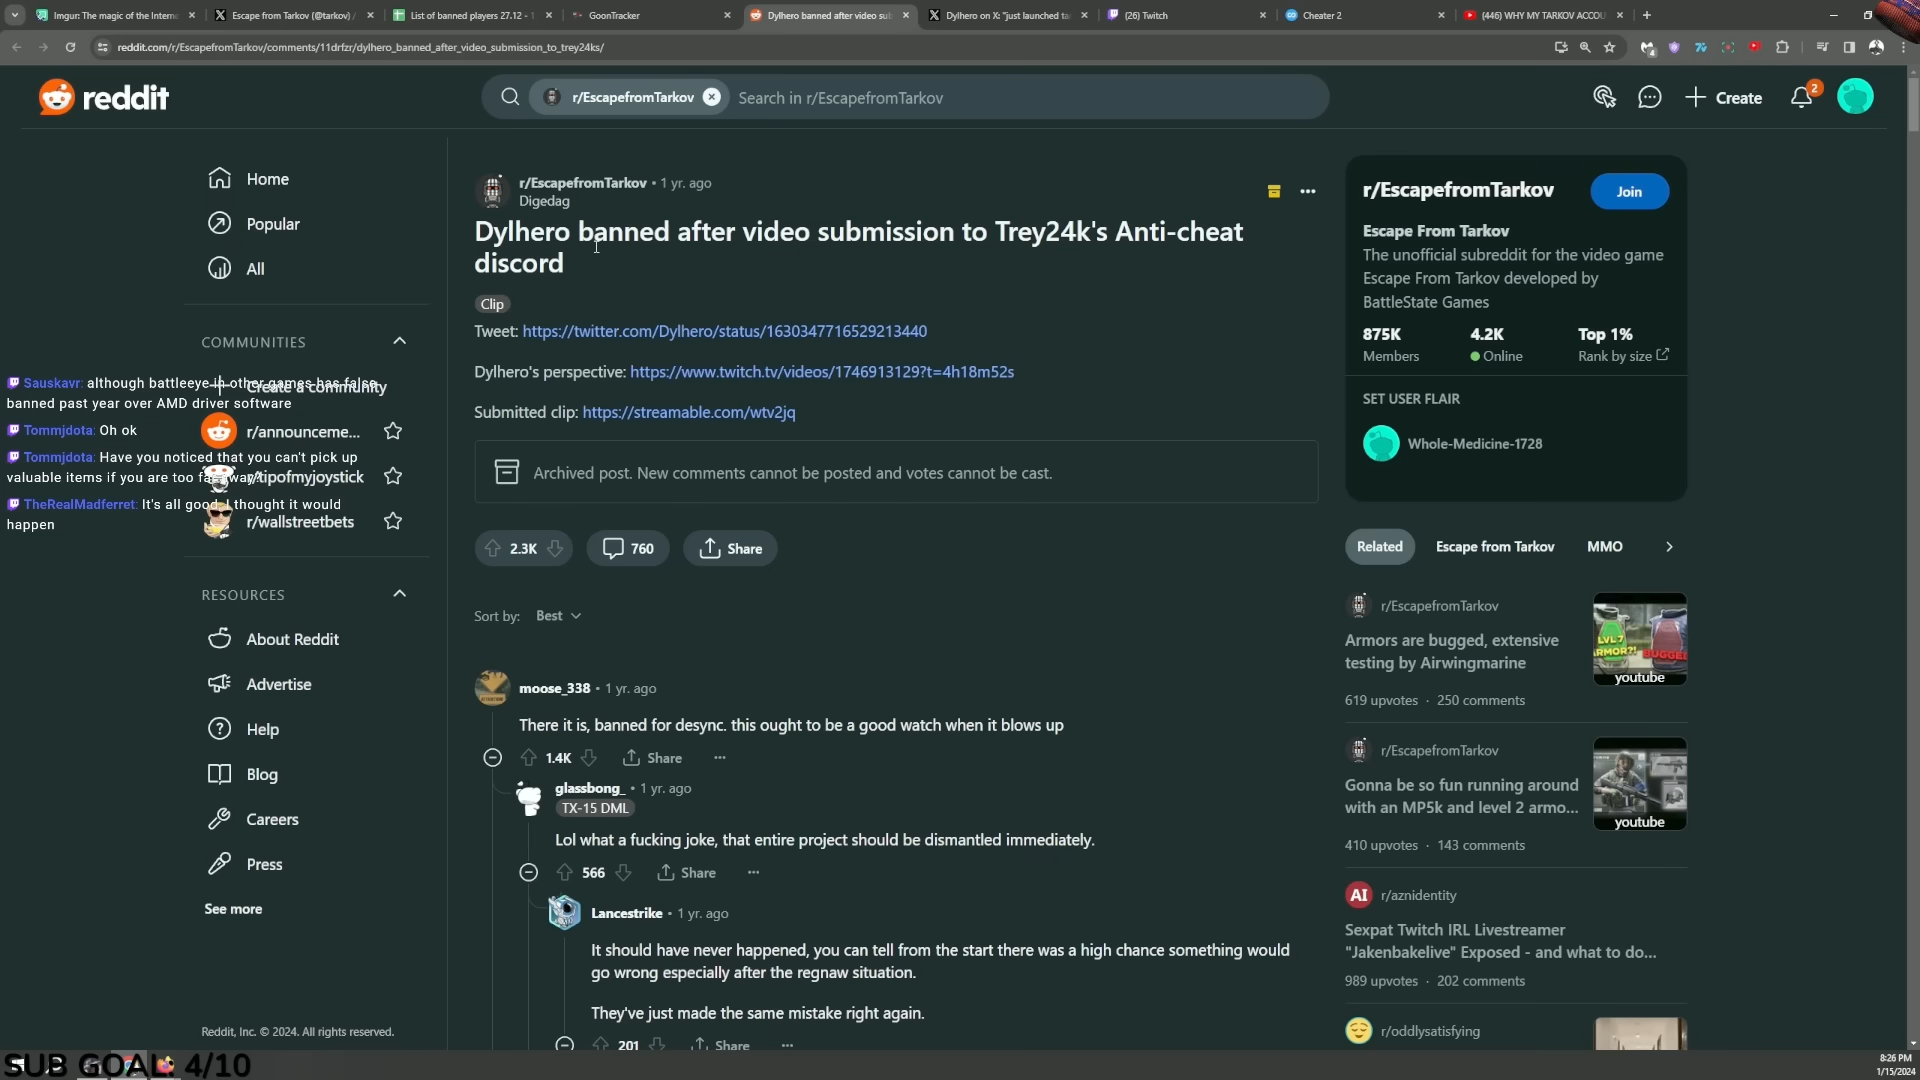 Imgur: The magic of the Interne
Escape from Tarkov (@tarkov) /
List of banned players 27.12 - 1
GoonTracker
Dylhero banned after video sub
Dylhero on X: "just launched ta
(26) Twitch
Cheater 2
(446) WHY MY TARKOV ACCOU
reddit.com/r/EscapefromTarkov/comments/11drfzr/dylhero_banned_after_video_submission_to_trey24ks/
reddit
r/EscapefromTarkov
Search in r/EscapefromTarkov
Create
2
Home
Popular
All
COMMUNITIES
Create a community
r/announceme...
r/tipofmyjoystick
r/wallstreetbets
Sauskavr: although battleeye in other games has false
banned past year over AMD driver software
Tommjdota: Oh ok
Tommjdota: Have you noticed that you can't pick up
valuable items if you are too far away?
TheRealMadferret: It's all good, I thought it would
happen
RESOURCES
About Reddit
Advertise
Help
Blog
Careers
Press
See more
Reddit, Inc. © 2024. All rights reserved.
SUB GOAL: 4/10
r/EscapefromTarkov • 1 yr. ago
Digedag
Dylhero banned after video submission to Trey24k's Anti-cheat
discord
Clip
Tweet: https://twitter.com/Dylhero/status/1630347716529213440
Dylhero's perspective: https://www.twitch.tv/videos/1746913129?t=4h18m52s
Submitted clip: https://streamable.com/wtv2jq
Archived post. New comments cannot be posted and votes cannot be cast.
2.3K
760
Share
Sort by: Best
moose_338 • 1 yr. ago
There it is, banned for desync. this ought to be a good watch when it blows up
1.4K Share
glassbong_ • 1 yr. ago
TX-15 DML
Lol what a fucking joke, that entire project should be dismantled immediately.
566 Share
Lancestrike • 1 yr. ago
It should have never happened, you can tell from the start there was a high chance something would
go wrong especially after the regnaw situation.
They've just made the same mistake right again.
201 Share
r/EscapefromTarkov
Join
Escape From Tarkov
The unofficial subreddit for the video game
Escape From Tarkov developed by
BattleState Games
875K 4.2K Top 1%
Members Online Rank by size
SET USER FLAIR
Whole-Medicine-1728
Related
Escape from Tarkov
MMO
r/EscapefromTarkov
Armors are bugged, extensive
testing by Airwingmarine
LVL 7
ARMOR?!
BUGGED
youtube
619 upvotes · 250 comments
r/EscapefromTarkov
Gonna be so fun running around
with an MP5k and level 2 armo...
youtube
410 upvotes · 143 comments
AI
r/aznidentity
Sexpat Twitch IRL Livestreamer
"Jakenbakelive" Exposed - and what to do...
989 upvotes · 202 comments
r/oddlysatisfying
8:26 PM
1/15/2024